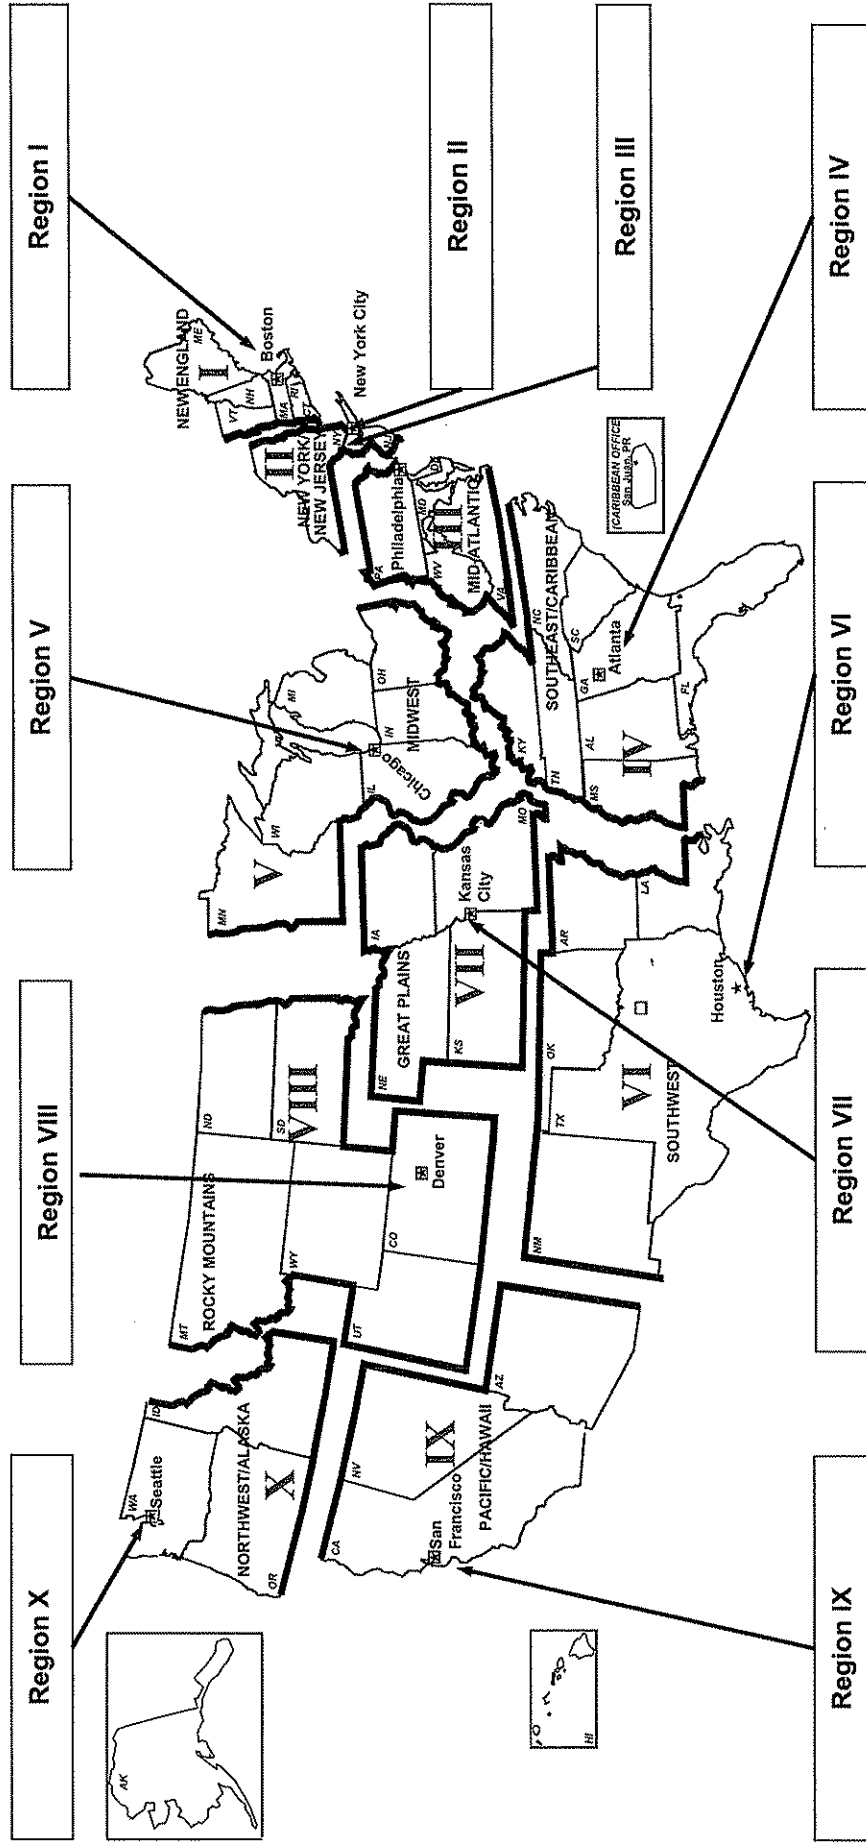 Region X
Region VIII
Region V
Region I
AK
WA
Seattle
ID
NORTHWEST/ALASKA
X
OR
MT
ROCKY MOUNTAINS
ND
SD
VIII
WY
UT
CO
Denver
MN
V
WI
MI
IL
Chicago
IN
MIDWEST
OH
NEW ENGLAND
I
ME
VT
NH
Boston
MA
RI
CT
II
NEW YORK/
NEW JERSEY
NY
New York City
NJ
PA
Philadelphia
III
MID-ATLANTIC
MD
WV
VA
Region II
Region III
CA
NV
IX
San
Francisco
PACIFIC/HAWAII
AZ
HI
NE
GREAT PLAINS
IA
KS
VII
Kansas
City
MO
NM
TX
OK
VI
SOUTHWEST
AR
LA
Houston
KY
TN
NC
SOUTHEAST/CARIBBEAN
SC
MS
AL
GA
Atlanta
IV
FL
(CARIBBEAN OFFICE
San Juan, PR
Region IX
Region VII
Region VI
Region IV